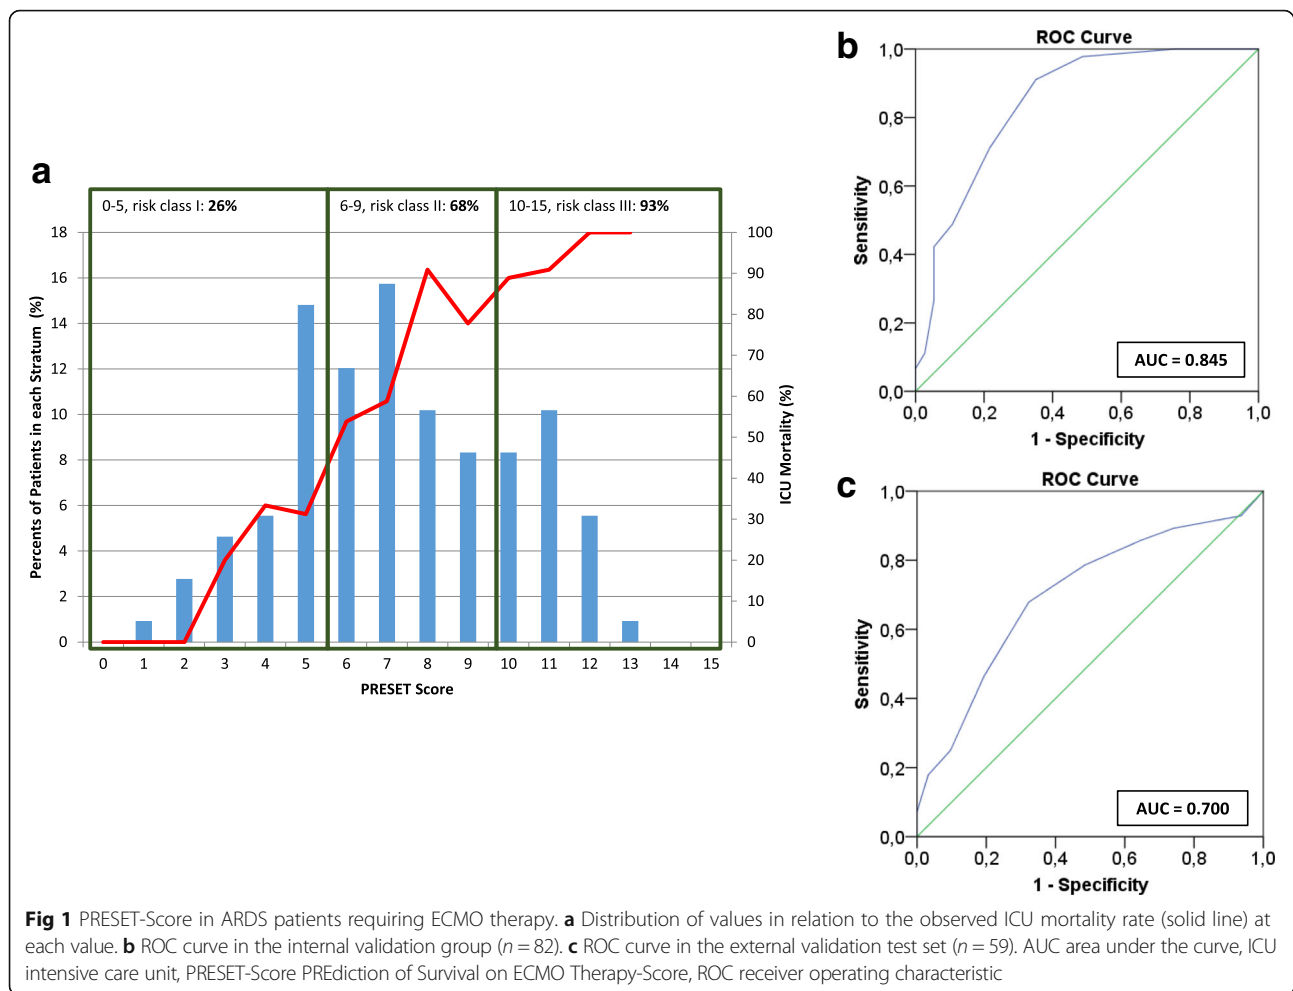 a
0-5, risk class I: 26%
6-9, risk class II: 68%
10-15, risk class III: 93%
Percents of Patients in each Stratum (%)
18
16
14
12
10
8
6
4
2
0
100
90
80
70
60
50
40
30
20
10
0
ICU Mortality (%)
0 1 2 3 4 5 6 7 8 9 10 11 12 13 14 15
PRESET Score
b
ROC Curve
Sensitivity
1,0
0,8
0,6
0,4
0,2
0,0
AUC = 0.845
0,0 0,2 0,4 0,6 0,8 1,0
1 - Specificity
c
ROC Curve
Sensitivity
1,0
0,8
0,6
0,4
0,2
0,0
AUC = 0.700
0,0 0,2 0,4 0,6 0,8 1,0
1 - Specificity
Fig 1 PRESET-Score in ARDS patients requiring ECMO therapy. a Distribution of values in relation to the observed ICU mortality rate (solid line) at
each value. b ROC curve in the internal validation group (n = 82). c ROC curve in the external validation test set (n = 59). AUC area under the curve, ICU
intensive care unit, PRESET-Score PREdiction of Survival on ECMO Therapy-Score, ROC receiver operating characteristic